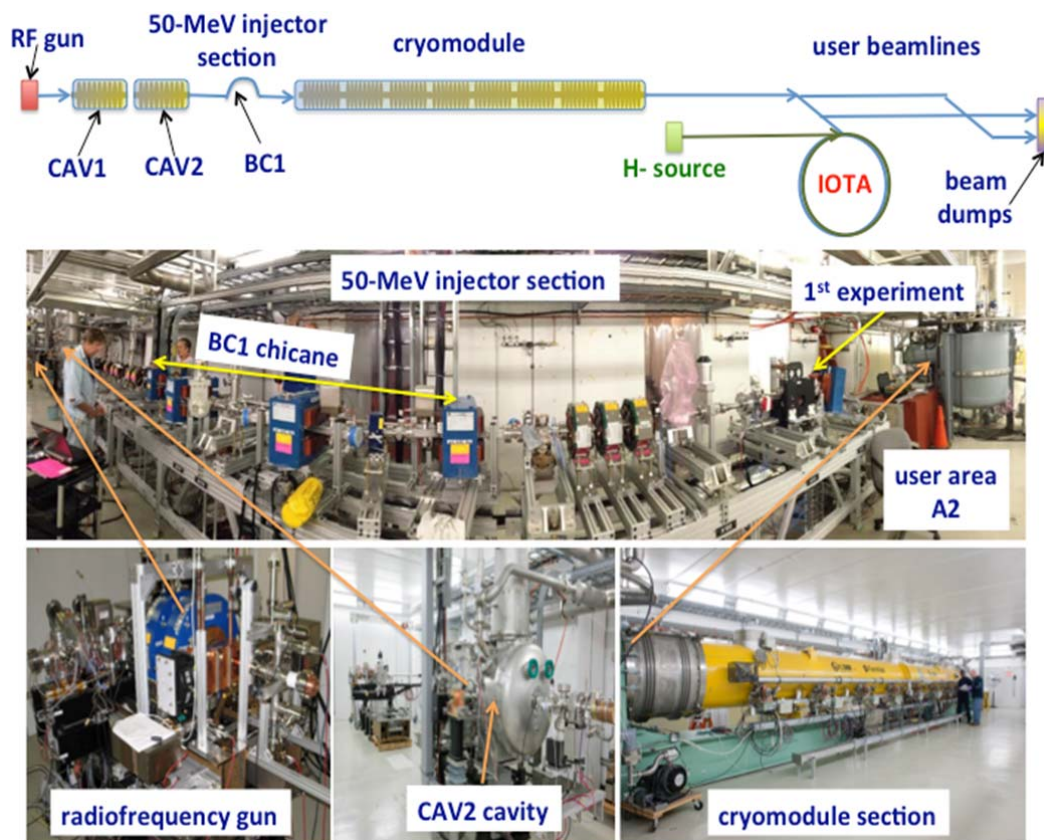 RF gun
50-MeV injector
section
cryomodule
user beamlines
CAV1
CAV2
BC1
H- source
IOTA
beam
dumps
50-MeV injector section
1st experiment
BC1 chicane
user area
A2
radiofrequency gun
CAV2 cavity
cryomodule section